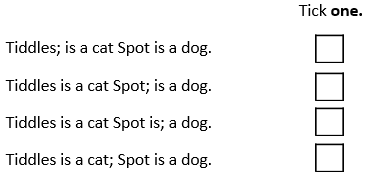 Tick one.
Tiddles; is a cat Spot is a dog.
Tiddles is a cat Spot; is a dog.
Tiddles is a cat Spot is; a dog.
Tiddles is a cat; Spot is a dog.